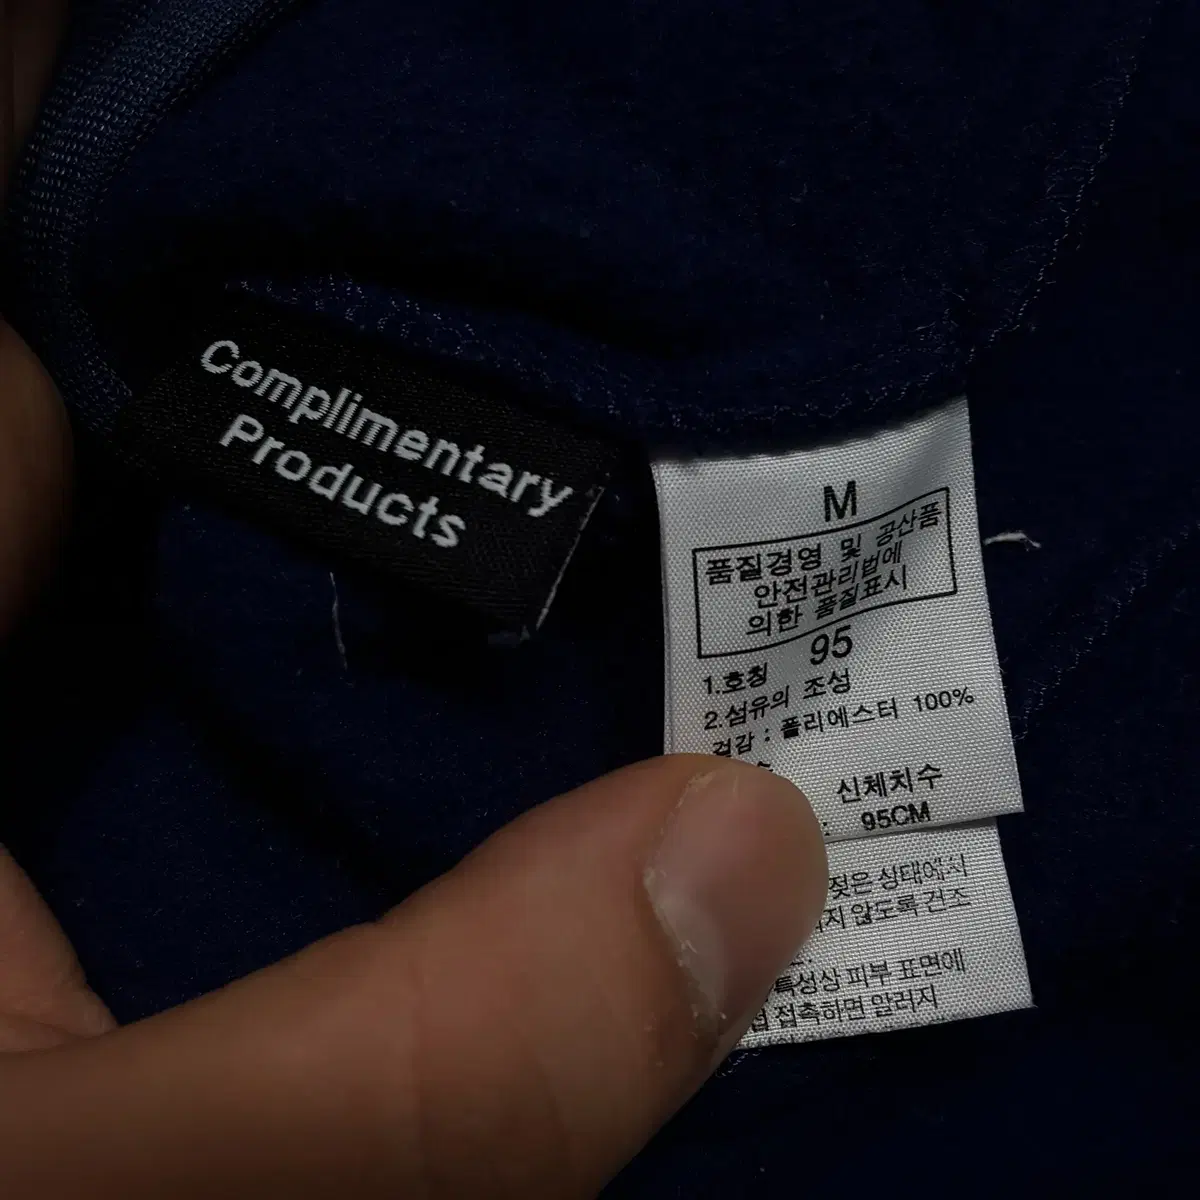 Complimentary
Products
M
품질경영 및 공산품
안전관리법에
의한 품질표시
1.호칭 95
2.섬유의 조성
겉감 : 폴리에스터 100%
신체치수
95CM
젖은 상태에서
않도록 건조
특성상 피부 표면에
접촉하면 알러지